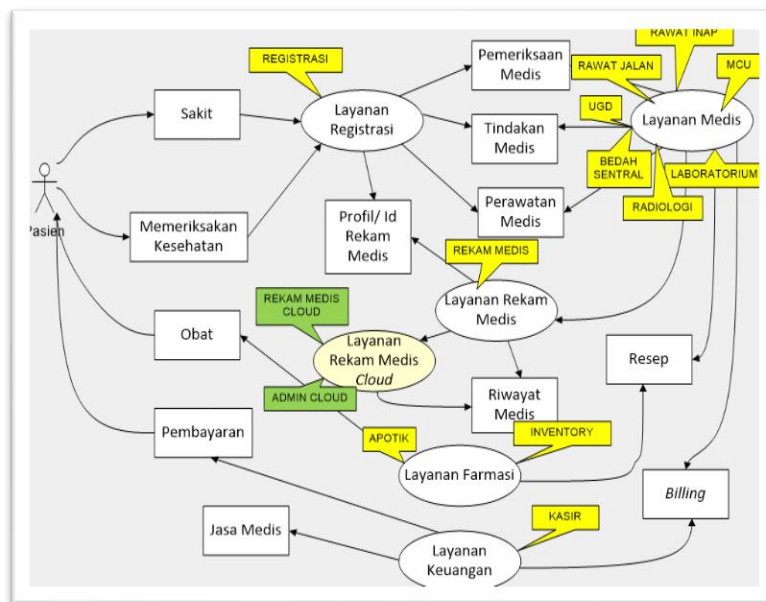 RAWAT INAP
REGISTRASI
Pemeriksaan
Medis
RAWAT JALAN
MCU
Sakit
Layanan
Registrasi
UGD
Layanan Medis
Tindakan
Medis
BEDAH
SENTRAL
LABORATORIUM
Perawatan
Medis
RADIOLOGI
Pasien
Memeriksakan
Kesehatan
Profil/ Id
Rekam
Medis
REKAM MEDIS
REKAM MEDIS
CLOUD
Layanan Rekam
Medis
Obat
Layanan
Rekam Medis
Cloud
Resep
ADMIN CLOUD
Riwayat
Medis
Pembayaran
APOTIK
INVENTORY
Layanan Farmasi
Billing
Jasa Medis
KASIR
Layanan
Keuangan